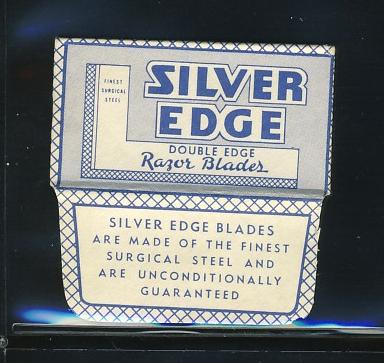 FINEST
SURGICAL
STEEL
SILVER
EDGE
DOUBLE EDGE
Razor Blades
SILVER EDGE BLADES
ARE MADE OF THE FINEST
SURGICAL STEEL AND
ARE UNCONDITIONALLY
GUARANTEED